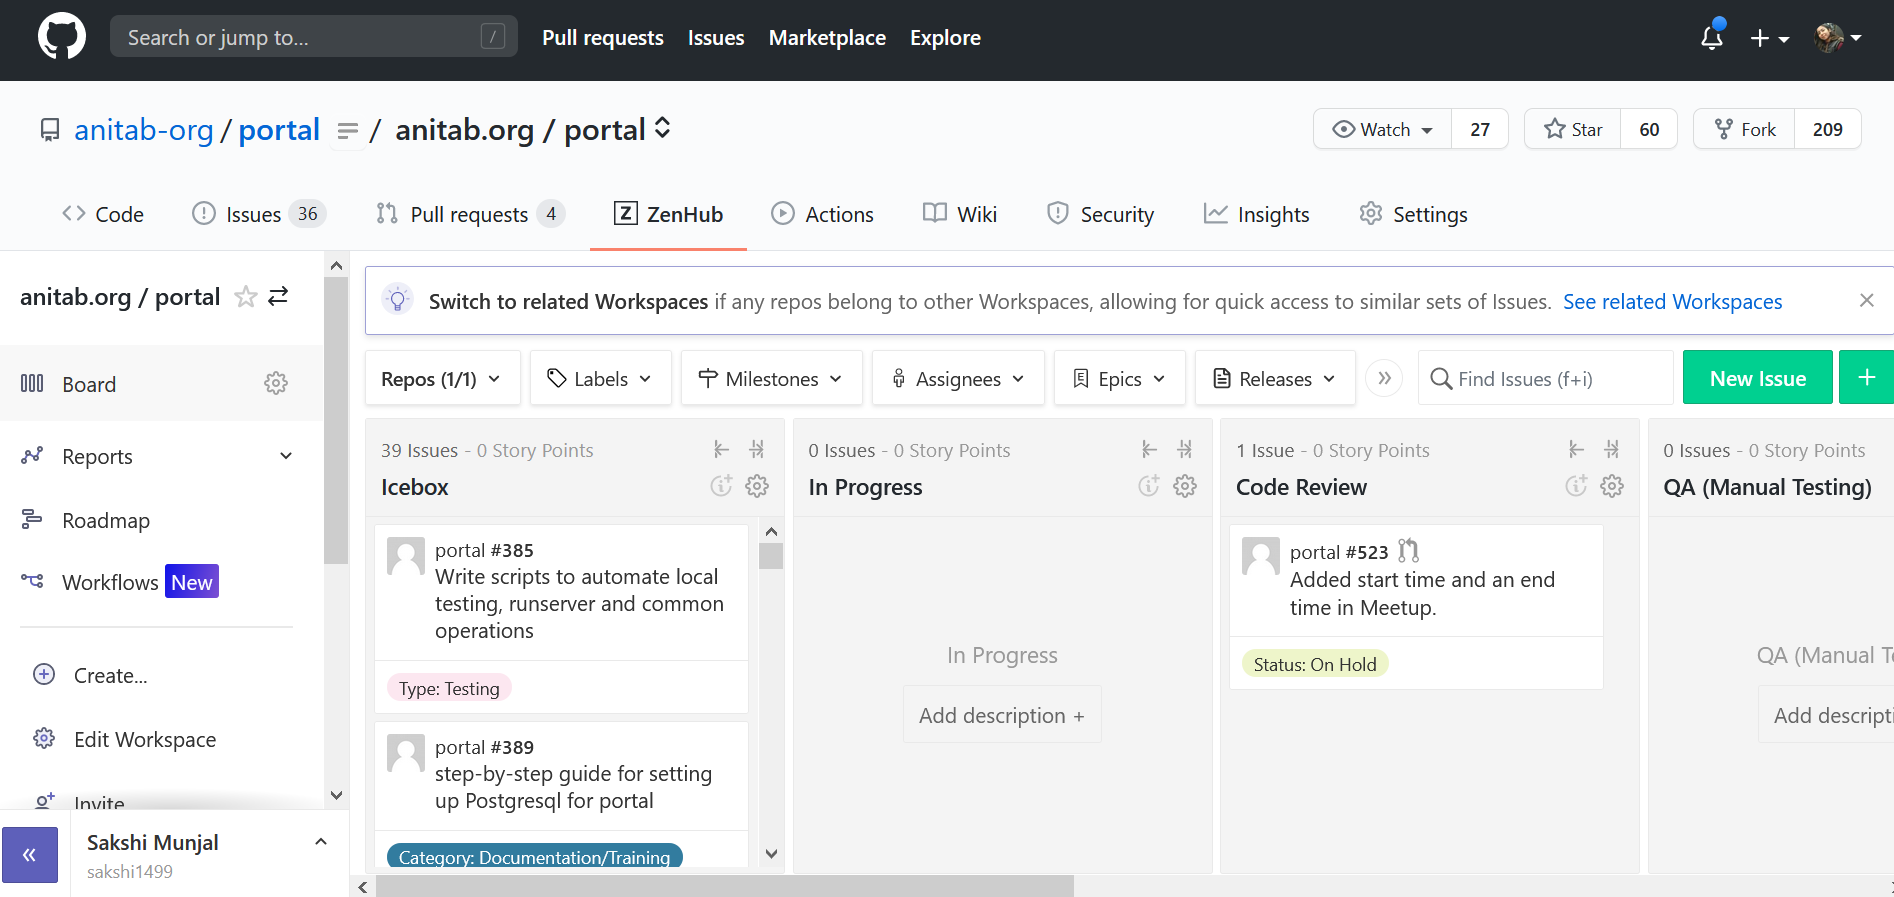 Search or jump to... /
Pull requests Issues Marketplace Explore
anitab-org / portal / anitab.org / portal
Watch 27 Star 60 Fork 209
Code Issues 36 Pull requests 4 ZenHub Actions Wiki Security Insights Settings
anitab.org / portal
Board
Reports
Roadmap
Workflows New
Create...
Edit Workspace
Invite
Sakshi Munjal
sakshi1499
Switch to related Workspaces if any repos belong to other Workspaces, allowing for quick access to similar sets of Issues. See related Workspaces
Repos (1/1) Labels Milestones Assignees Epics Releases Find Issues (f+i) New Issue +
39 Issues - 0 Story Points
Icebox
portal #385
Write scripts to automate local
testing, runserver and common
operations
Type: Testing
portal #389
step-by-step guide for setting
up Postgresql for portal
Category: Documentation/Training
0 Issues - 0 Story Points
In Progress
In Progress
Add description +
1 Issue - 0 Story Points
Code Review
portal #523
Added start time and an end
time in Meetup.
Status: On Hold
0 Issues - 0 Story Points
QA (Manual Testing)
QA (Manual Te
Add descripti